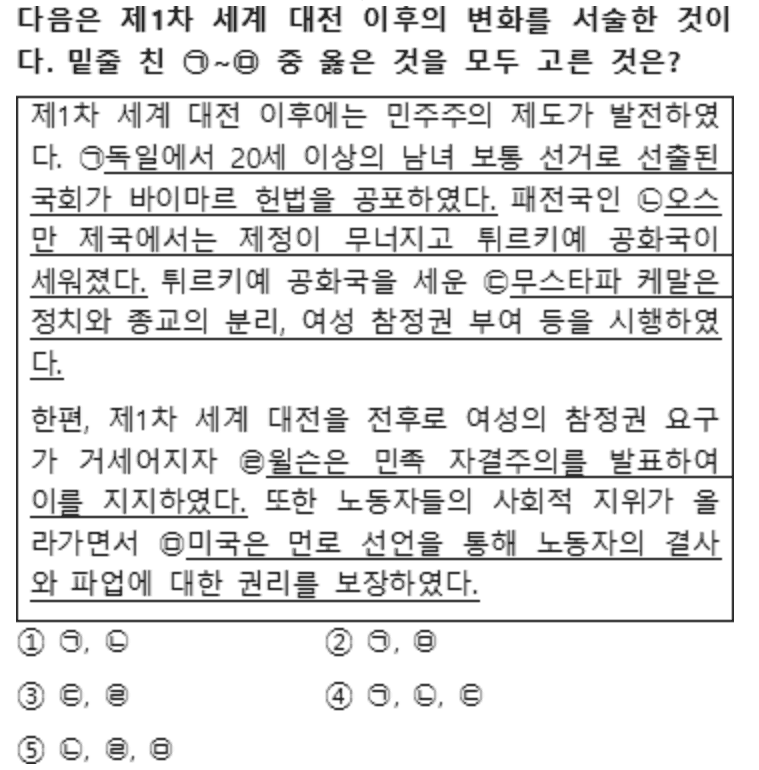 다음은 제1차 세계 대전 이후의 변화를 서술한 것이
다. 밑줄 친 ㉠~㉤ 중 옳은 것을 모두 고른 것은?
제1차 세계 대전 이후에는 민주주의 제도가 발전하였
다. ㉠독일에서 20세 이상의 남녀 보통 선거로 선출된
국회가 바이마르 헌법을 공포하였다. 패전국인 ㉡오스
만 제국에서는 제정이 무너지고 튀르키예 공화국이
세워졌다. 튀르키예 공화국을 세운 ㉢무스타파 케말은
정치와 종교의 분리, 여성 참정권 부여 등을 시행하였
다.
한편, 제1차 세계 대전을 전후로 여성의 참정권 요구
가 거세어지자 ㉣윌슨은 민족 자결주의를 발표하여
이를 지지하였다. 또한 노동자들의 사회적 지위가 올
라가면서 ㉤미국은 먼로 선언을 통해 노동자의 결사
와 파업에 대한 권리를 보장하였다.
① ㉠, ㉡ ② ㉠, ㉤
③ ㉢, ㉣ ④ ㉠, ㉡, ㉢
⑤ ㉡, ㉣, ㉤